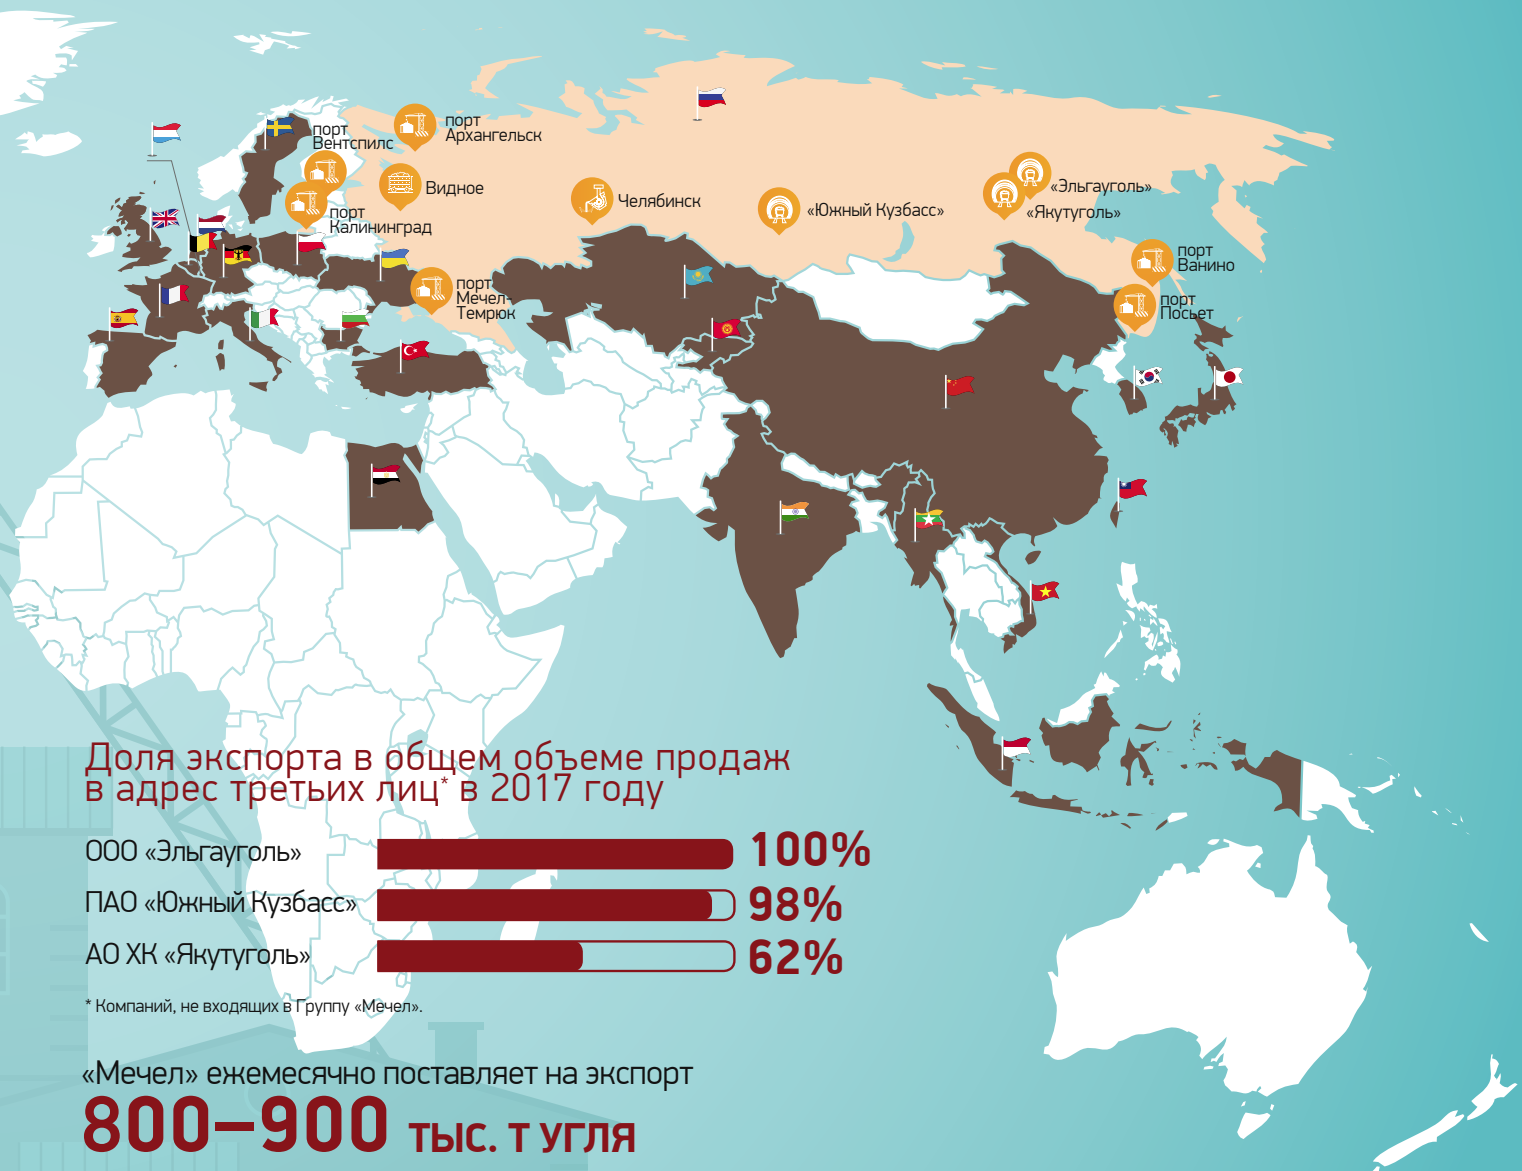 порт
Вентспилс
порт
Архангельск
Видное
порт
Калининград
Челябинск
«Южный Кузбасс»
«Эльгауголь»
«Якутуголь»
порт
Ванино
порт
Мечел-
Темрюк
порт
Посьет
Доля экспорта в общем объеме продаж
в адрес третьих лиц* в 2017 году
ООО «Эльгауголь» 100%
ПАО «Южный Кузбасс» 98%
АО ХК «Якутуголь» 62%
* Компаний, не входящих в Группу «Мечел».
«Мечел» ежемесячно поставляет на экспорт
800–900 тыс. т угля